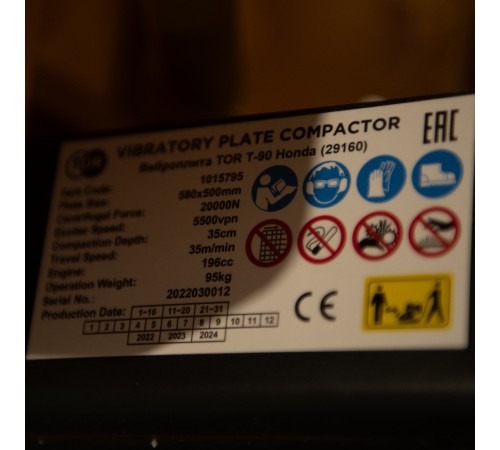 TOR VIBRATORY PLATE COMPACTOR EAC
Виброплита TOR T-90 Honda (29160)
Item Code: 1015795
Plate Size: 580x500mm
Centrifugal Force: 20000N
Exciter Speed: 5500vpn
Compaction Depth: 35cm
Travel Speed: 35m/min
Engine: 196cc
Operation Weight: 95kg
Serial No.: 2022030012
Production Date: 1-10 11-20 21-31
1 2 3 4 5 6 7 8 9 10 11 12
2022 2023 2024
CE